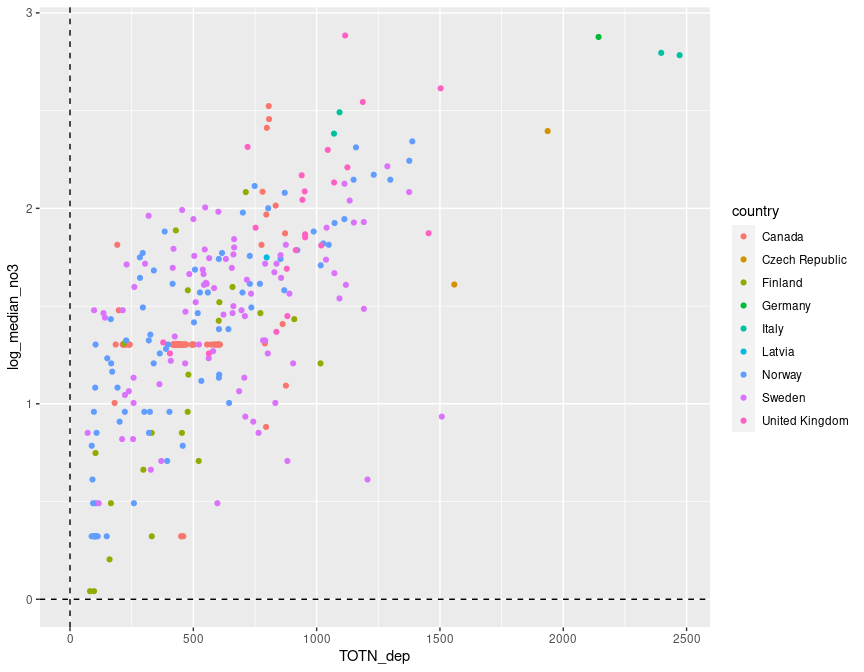 3
2
1
0
log_median_no3
0
500
1000
1500
2000
2500
TOTN_dep
country
Canada
Czech Republic
Finland
Germany
Italy
Latvia
Norway
Sweden
United Kingdom